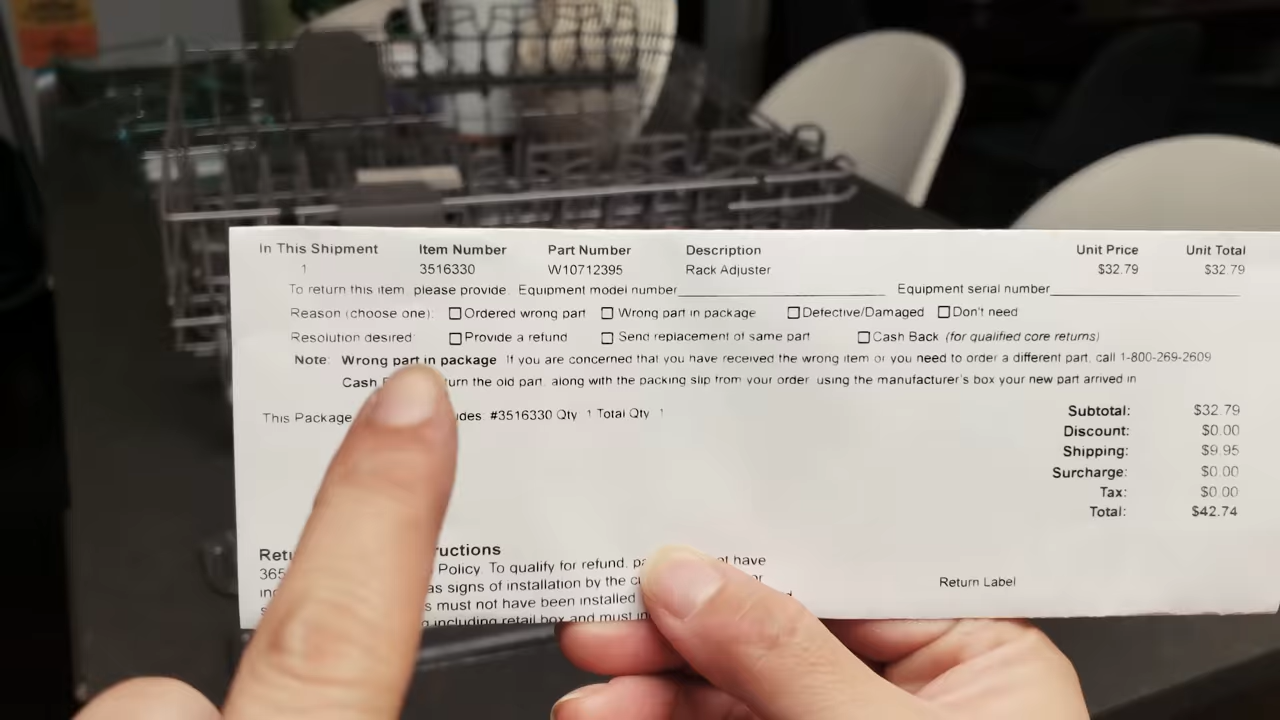 In This Shipment Item Number Part Number Description Unit Price Unit Total
1 3516330 W10712395 Rack Adjuster $32.79 $32.79
To return this item, please provide. Equipment model number Equipment serial number
Reason (choose one): Ordered wrong part Wrong part in package Defective/Damaged Don't need
Resolution desired: Provide a refund Send replacement of same part Cash Back (for qualified core returns)
Note: Wrong part in package If you are concerned that you have received the wrong item or you need to order a different part, call 1-800-269-2609
Cash turn the old part, along with the packing slip from your order, using the manufacturer's box your new part arrived in
This Package #3516330 Qty 1 Total Qty 1
Subtotal: $32.79
Discount: $0.00
Shipping: $9.95
Surcharge: $0.00
Tax: $0.00
Total: $42.74
Policy. To qualify for refund, have
365
as signs of installation by the
must not have been installed
including retail box and must
Return Label